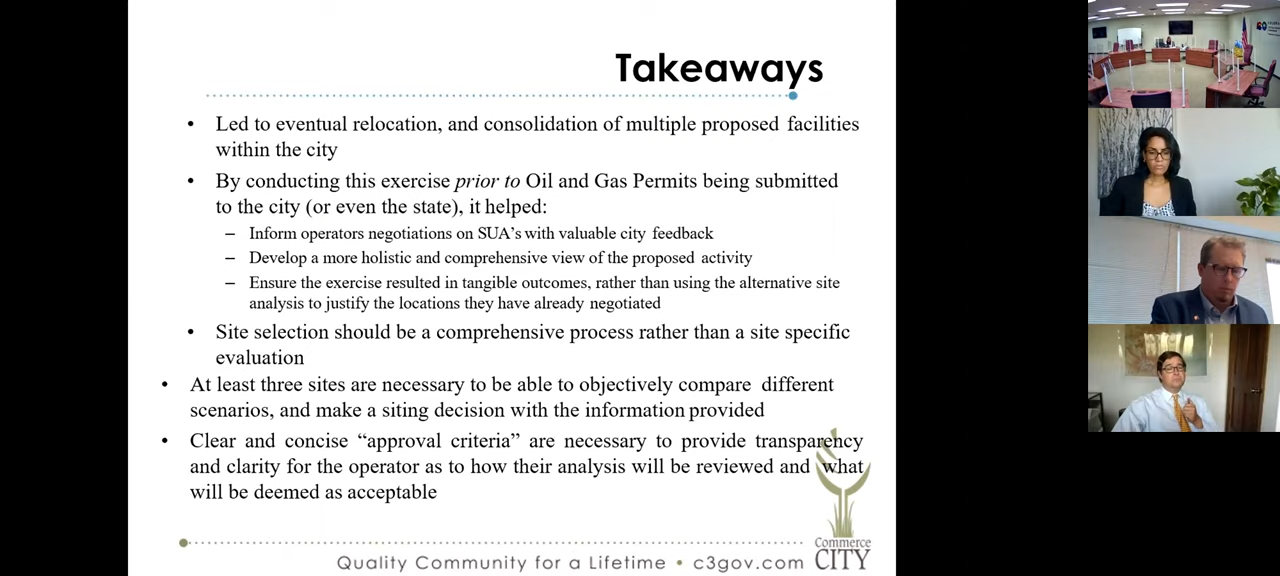 Takeaways
• Led to eventual relocation, and consolidation of multiple proposed facilities
within the city
• By conducting this exercise prior to Oil and Gas Permits being submitted
to the city (or even the state), it helped:
– Inform operators negotiations on SUA's with valuable city feedback
– Develop a more holistic and comprehensive view of the proposed activity
– Ensure the exercise resulted in tangible outcomes, rather than using the alternative site
analysis to justify the locations they have already negotiated
• Site selection should be a comprehensive process rather than a site specific
evaluation
• At least three sites are necessary to be able to objectively compare different
scenarios, and make a siting decision with the information provided
• Clear and concise “approval criteria” are necessary to provide transparency
and clarity for the operator as to how their analysis will be reviewed and what
will be deemed as acceptable
Commerce
CITY
Quality Community for a Lifetime • c3gov.com